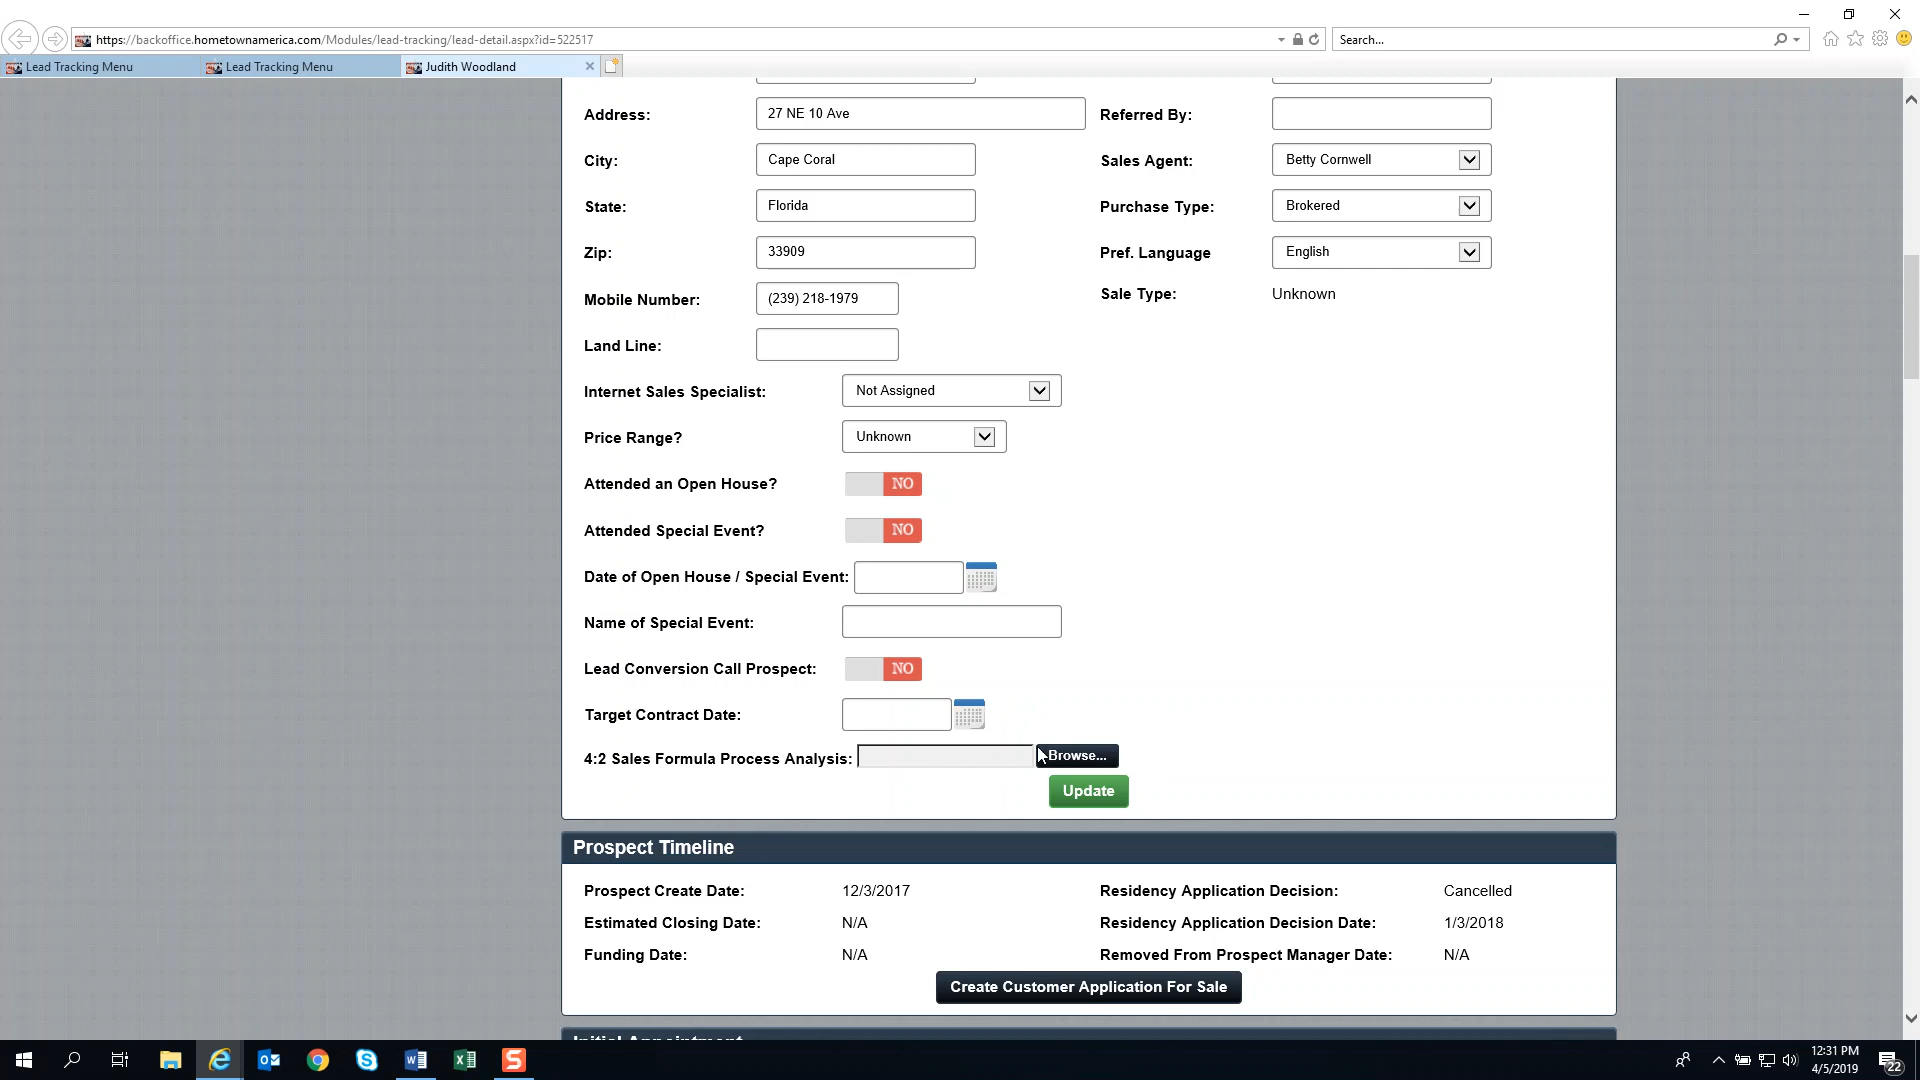 https://backoffice.hometownamerica.com/Modules/lead-tracking/lead-detail.aspx?id=522517
Search...
Lead Tracking Menu
Lead Tracking Menu
Judith Woodland
Address: 27 NE 10 Ave Referred By:
City: Cape Coral Sales Agent: Betty Cornwell
State: Florida Purchase Type: Brokered
Zip: 33909 Pref. Language English
Mobile Number: (239) 218-1979 Sale Type: Unknown
Land Line:
Internet Sales Specialist: Not Assigned
Price Range? Unknown
Attended an Open House? NO
Attended Special Event? NO
Date of Open House / Special Event:
Name of Special Event:
Lead Conversion Call Prospect: NO
Target Contract Date:
4:2 Sales Formula Process Analysis: Browse...
Update
Prospect Timeline
Prospect Create Date: 12/3/2017 Residency Application Decision: Cancelled
Estimated Closing Date: N/A Residency Application Decision Date: 1/3/2018
Funding Date: N/A Removed From Prospect Manager Date: N/A
Create Customer Application For Sale
Initial Appointment
12:31 PM
4/5/2019
22